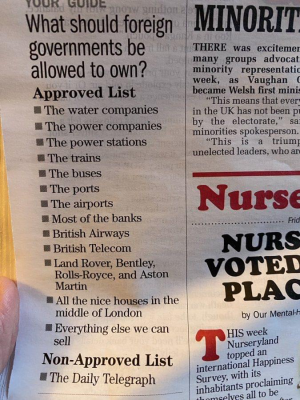 YOUR GUIDE
What should foreign
governments be
allowed to own?
Approved List
■ The water companies
■ The power companies
■ The power stations
■ The trains
■ The buses
■ The ports
■ The airports
■ Most of the banks
■ British Airways
■ British Telecom
■ Land Rover, Bentley,
Rolls-Royce, and Aston
Martin
■ All the nice houses in the
middle of London
■ Everything else we can
sell
Non-Approved List
■ The Daily Telegraph
MINORIT
THERE was excitemen
many groups advocat
minority representatio
week, as Vaughan G
became Welsh first minis
"This means that every
in the UK has not been p
by the electorate," sa
minorities spokesperson.
"This is a triump
unelected leaders, who are
Nurse
Frid
NURS
VOTED
PLAC
by Our Mental-H
THIS week
Nurseryland
topped an
international Happiness
Survey, with its
inhabitants proclaiming
themselves all to be